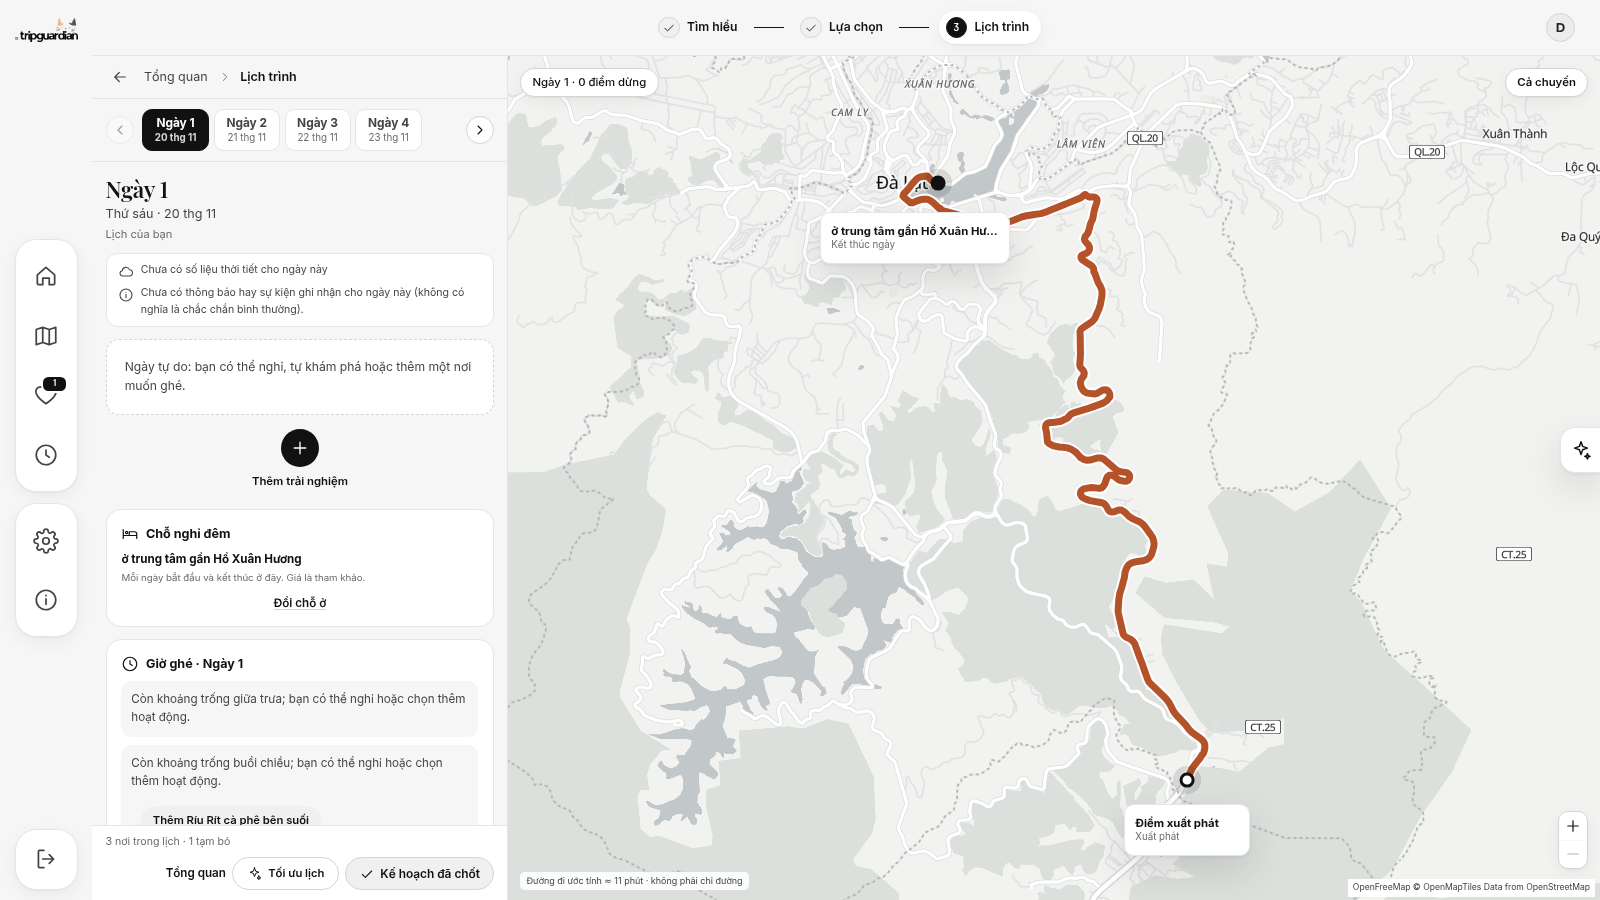 tripguardian
Tìm hiểu
Lựa chọn
3 Lịch trình
D
Tổng quan
Lịch trình
Ngày 1
20 thg 11
Ngày 2
21 thg 11
Ngày 3
22 thg 11
Ngày 4
23 thg 11
Ngày 1
Thứ sáu · 20 thg 11
Lịch của bạn
Chưa có số liệu thời tiết cho ngày này
Chưa có thông báo hay sự kiện ghi nhận cho ngày này (không có
nghĩa là chắc chắn bình thường).
Ngày tự do: bạn có thể nghỉ, tự khám phá hoặc thêm một nơi
muốn ghé.
Thêm trải nghiệm
1
Chỗ nghỉ đêm
ở trung tâm gần Hồ Xuân Hương
Mỗi ngày bắt đầu và kết thúc ở đây. Giá là tham khảo.
Đổi chỗ ở
Giờ ghé · Ngày 1
Còn khoảng trống giữa trưa; bạn có thể nghỉ hoặc chọn thêm
hoạt động.
Còn khoảng trống buổi chiều; bạn có thể nghỉ hoặc chọn
thêm hoạt động.
Thêm Ríu Rít cà phê bên suối
3 nơi trong lịch · 1 tạm bỏ
Tổng quan
Tối ưu lịch
Kế hoạch đã chốt
Ngày 1 · 0 điểm dừng
Cả chuyến
XUÂN HƯƠNG
CAM LY
LÂM VIÊN
QL.20
QL.20
Xuân Thành
Lộc Qu
Đa Quý
Đà Lạt
ở trung tâm gần Hồ Xuân Hư...
Kết thúc ngày
CT.25
CT.25
Điểm xuất phát
Xuất phát
Đường đi ước tính ≈ 11 phút · không phải chỉ đường
OpenFreeMap © OpenMapTiles Data from OpenStreetMap